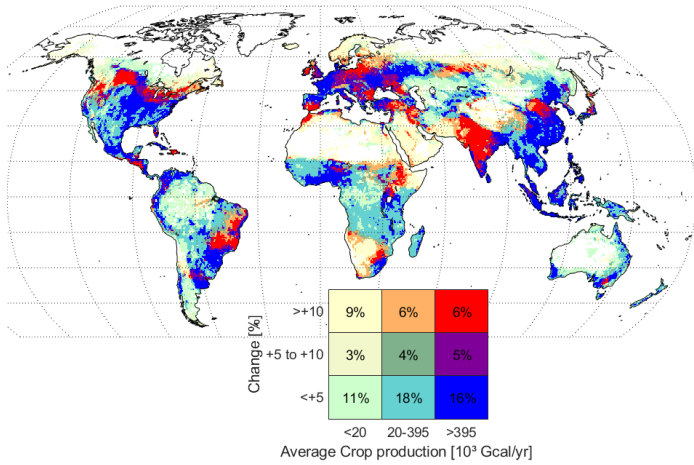 Change [%]
>+10 9% 6% 6%
+5 to +10 3% 4% 5%
<+5 11% 18% 16%
<20 20-395 >395
Average Crop production [10³ Gcal/yr]